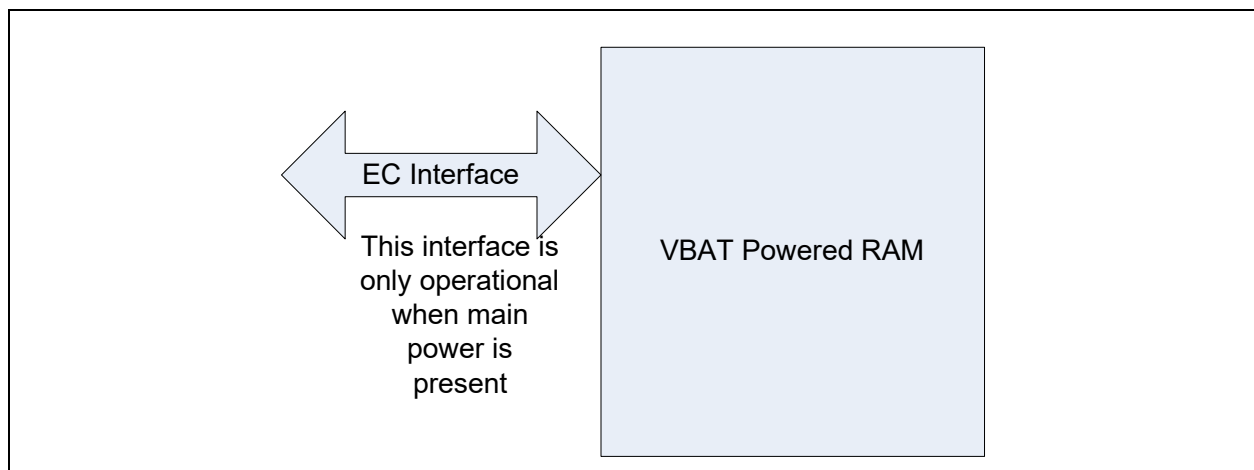 EC Interface
This interface is
only operational
when main
power is
present
VBAT Powered RAM